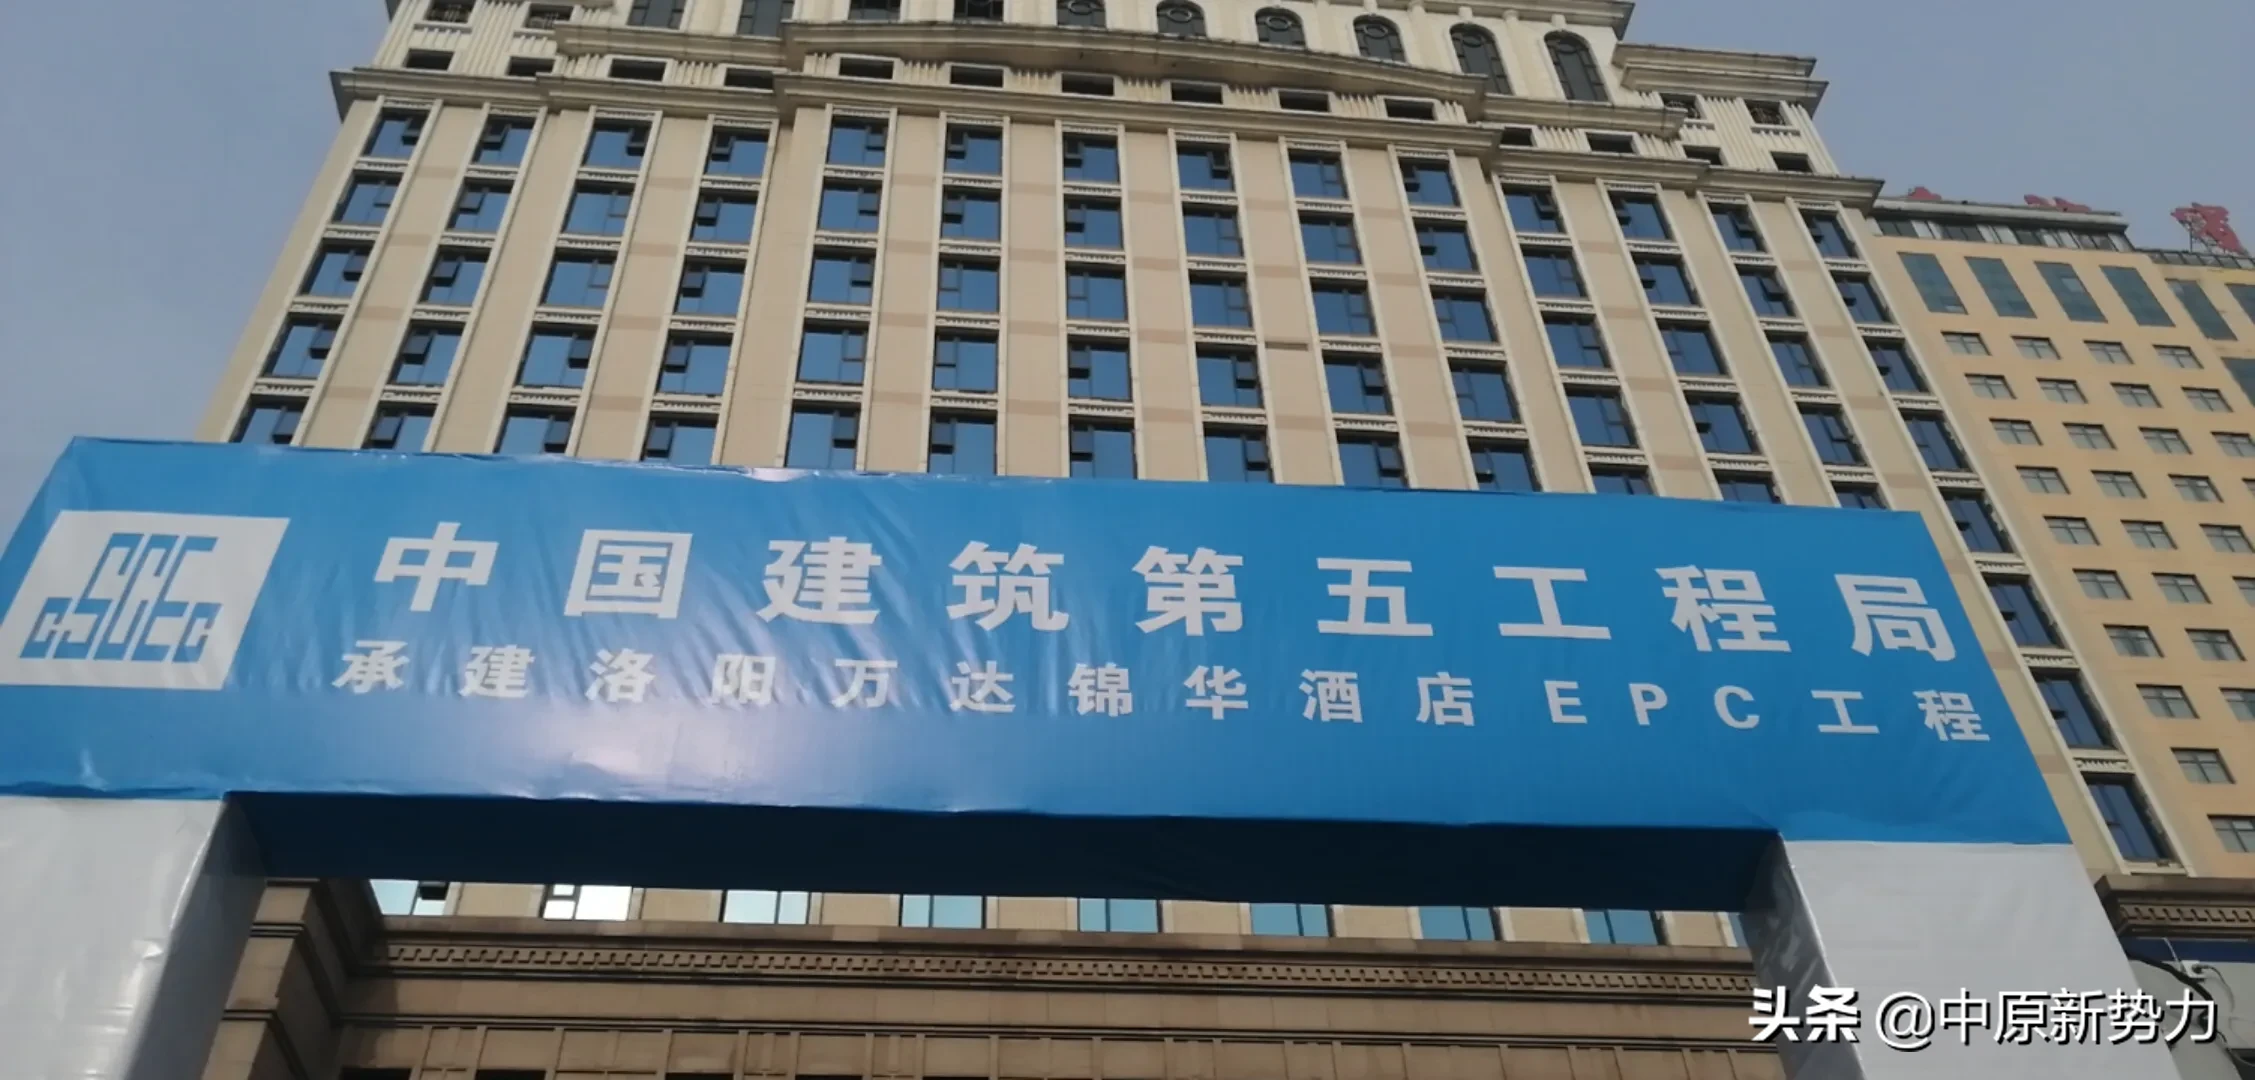 中国建筑第五工程局
承建洛阳万达锦华酒店EPC工程
头条 @中原新势力